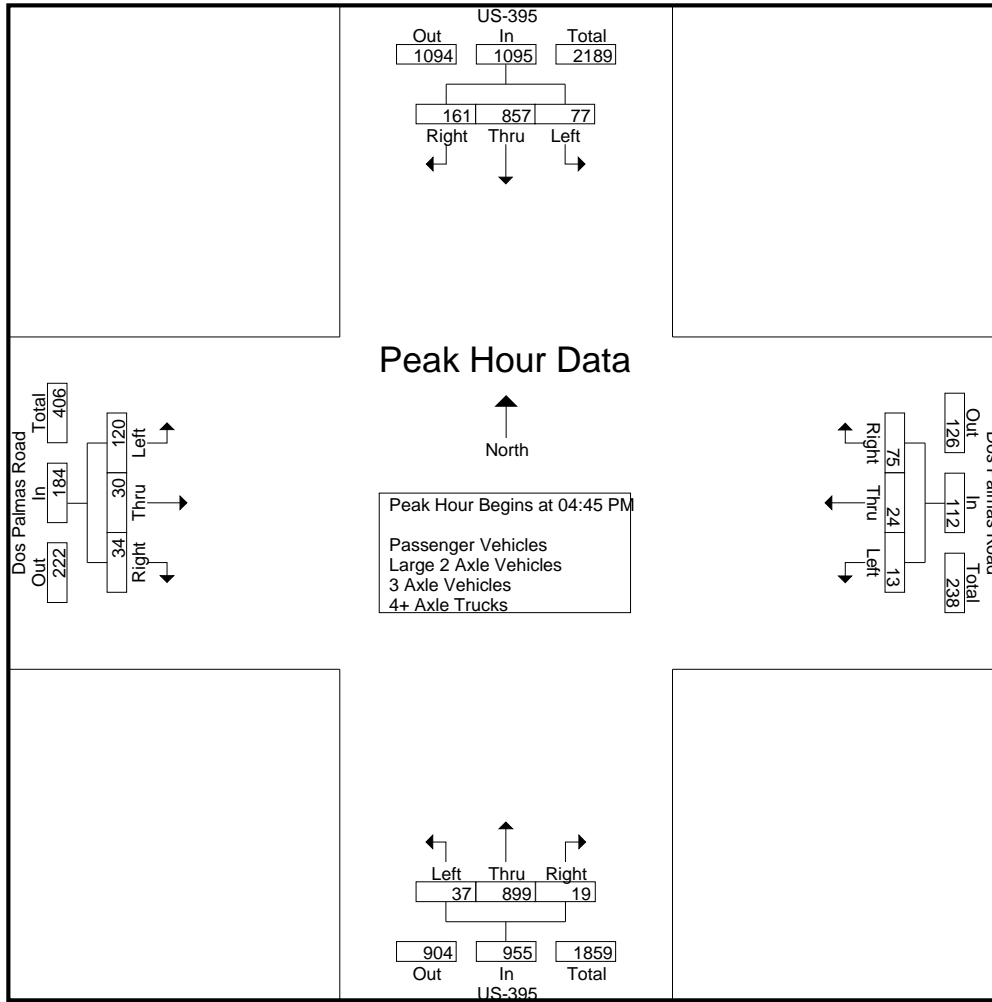 US-395
Out In Total
1094 1095 2189
161 857 77
Right Thru Left
Peak Hour Data
North
Peak Hour Begins at 04:45 PM
Passenger Vehicles
Large 2 Axle Vehicles
3 Axle Vehicles
4+ Axle Trucks
Dos Palmas Road
Out In Total
222 184 406
34 30 120
Right Thru Left
Dos Palmas Road
Out In Total
126 112 238
75 24 13
Right Thru Left
Left Thru Right
37 899 19
904 955 1859
Out In Total
US-395